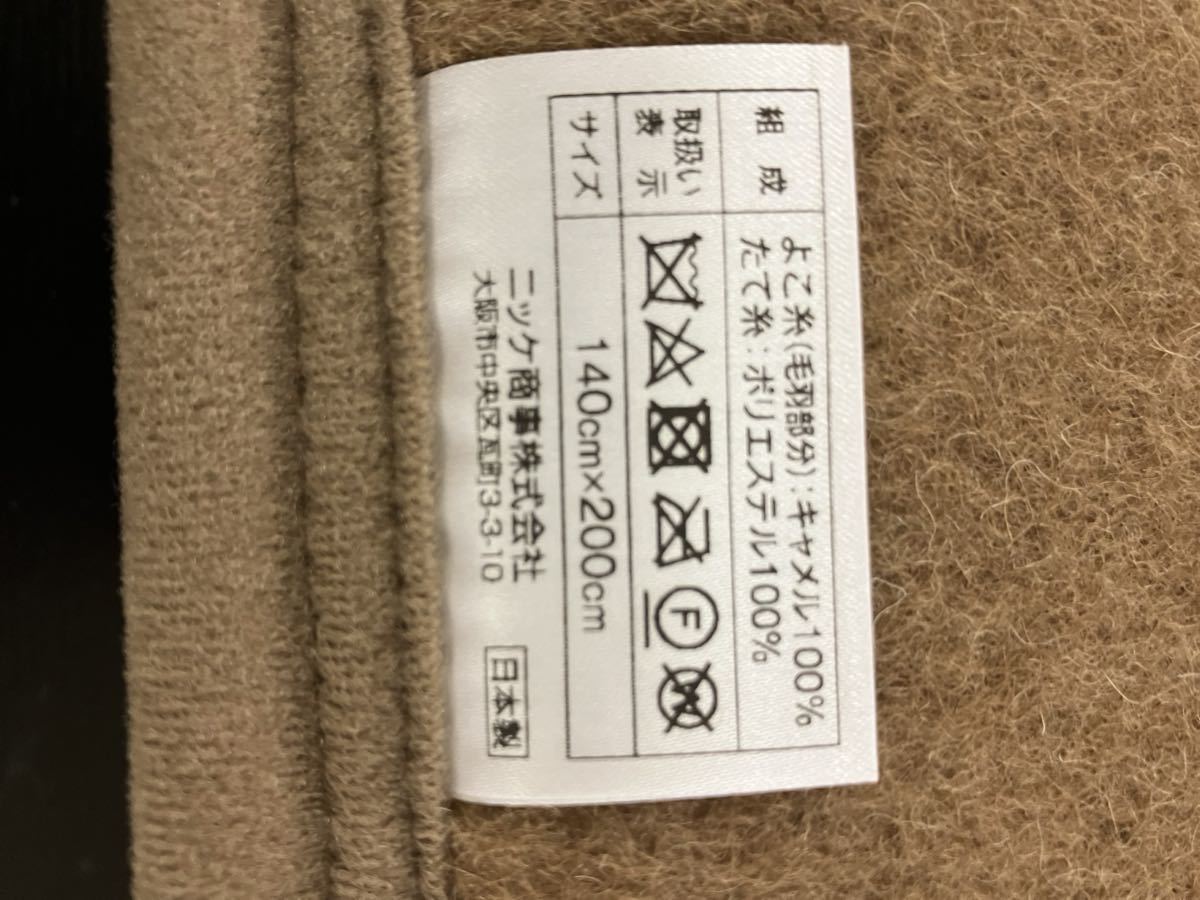 組成
よこ糸(毛羽部分):キャメル100%
たて糸:ポリエステル100%
取扱い
表示
F
W
サイズ
140cm×200cm
ニッケ商事株式会社
大阪市中央区瓦町3-3-10
日本製